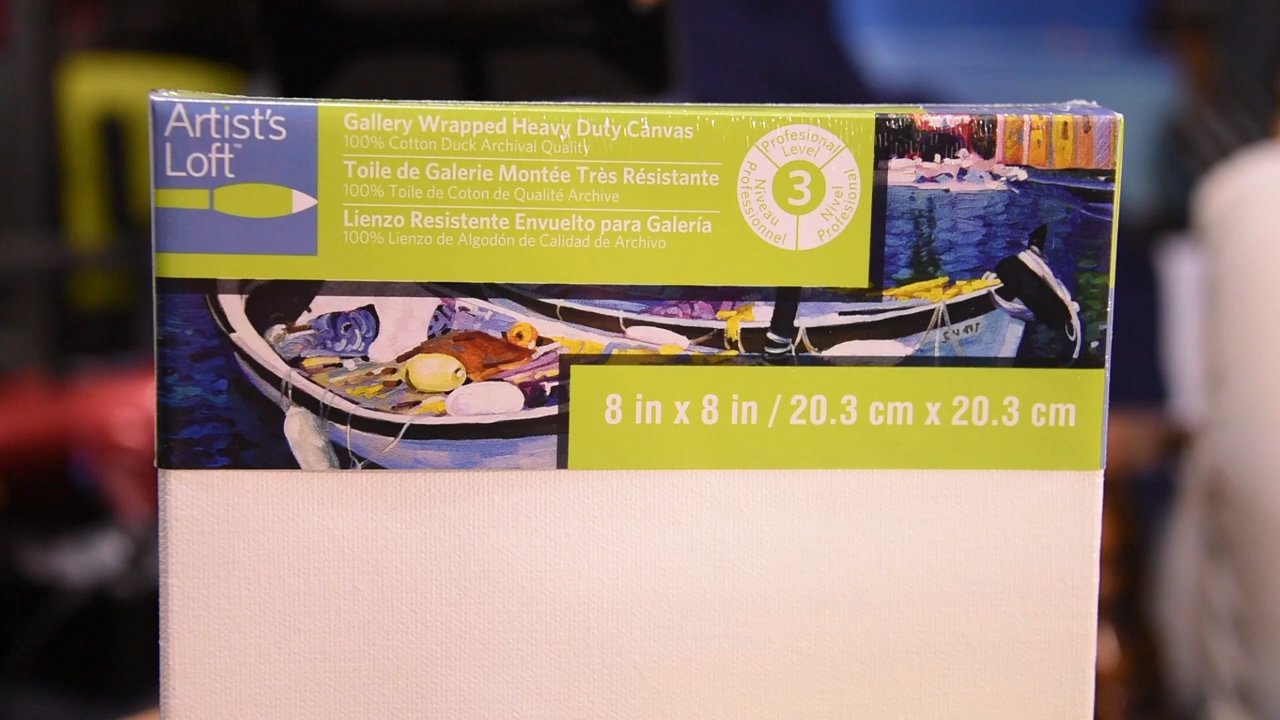 Artist's
Loft™
Gallery Wrapped Heavy Duty Canvas
100% Cotton Duck Archival Quality
Toile de Galerie Montée Très Résistante
100% Toile de Coton de Qualité Archive
Lienzo Resistente Envuelto para Galería
100% Lienzo de Algodón de Calidad de Archivo
Profesional Level
3
Niveau Professionnel
Nivel Profesional
8 in x 8 in / 20.3 cm x 20.3 cm